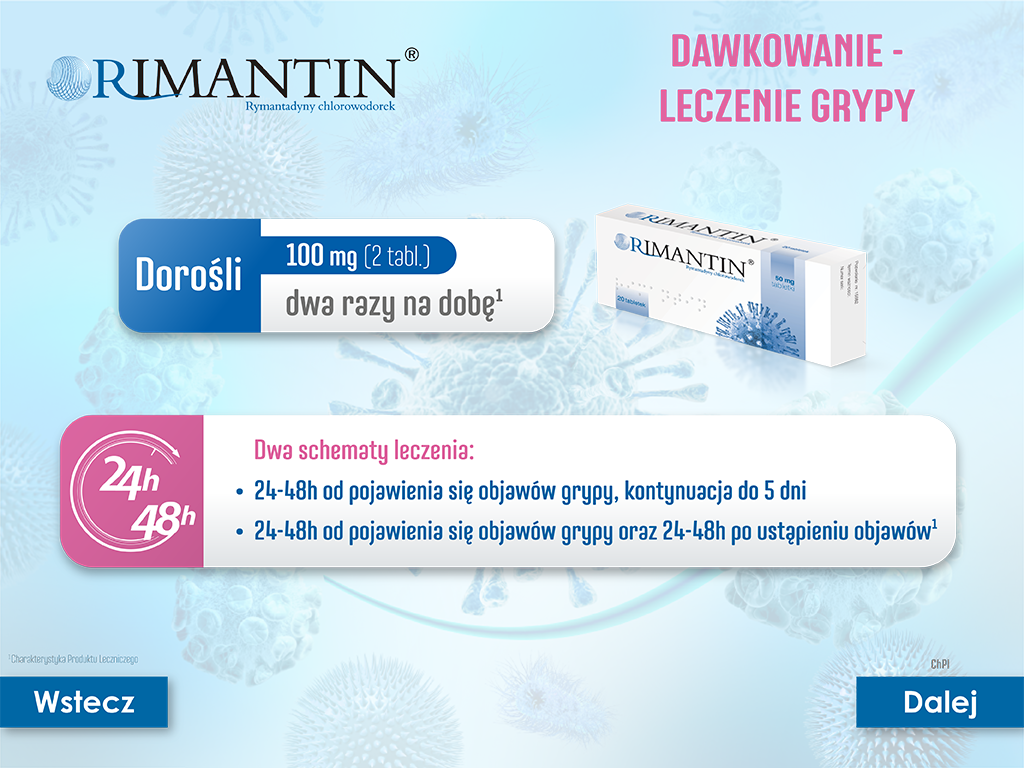 RIMANTIN®
Rymantadyny chlorowodorek
DAWKOWANIE -
LECZENIE GRYPY
Dorośli
100 mg (2 tabl.)
dwa razy na dobę¹
RIMANTIN
RIMANTIN®
Rymantadyny chlorowodorek
50 mg
tabletki
20 tabletek
24h
48h
Dwa schematy leczenia:
• 24-48h od pojawienia się objawów grypy, kontynuacja do 5 dni
• 24-48h od pojawienia się objawów grypy oraz 24-48h po ustąpieniu objawów¹
¹Charakterystyka Produktu Leczniczego
ChPl
Wstecz
Dalej